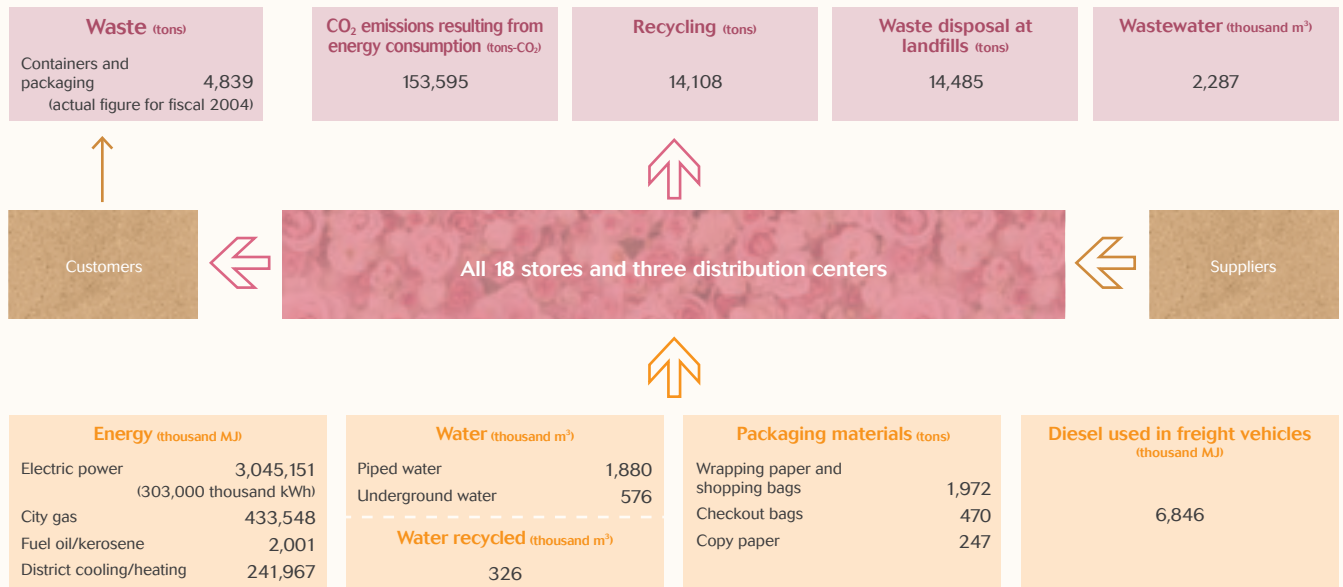 Waste (tons)
Containers and
packaging 4,839
(actual figure for fiscal 2004)
CO₂ emissions resulting from
energy consumption (tons-CO₂)
153,595
Recycling (tons)
14,108
Waste disposal at
landfills (tons)
14,485
Wastewater (thousand m³)
2,287
Customers
All 18 stores and three distribution centers
Suppliers
Energy (thousand MJ)
Electric power 3,045,151
(303,000 thousand kWh)
City gas 433,548
Fuel oil/kerosene 2,001
District cooling/heating 241,967
Water (thousand m³)
Piped water 1,880
Underground water 576
Water recycled (thousand m³)
326
Packaging materials (tons)
Wrapping paper and
shopping bags 1,972
Checkout bags 470
Copy paper 247
Diesel used in freight vehicles
(thousand MJ)
6,846